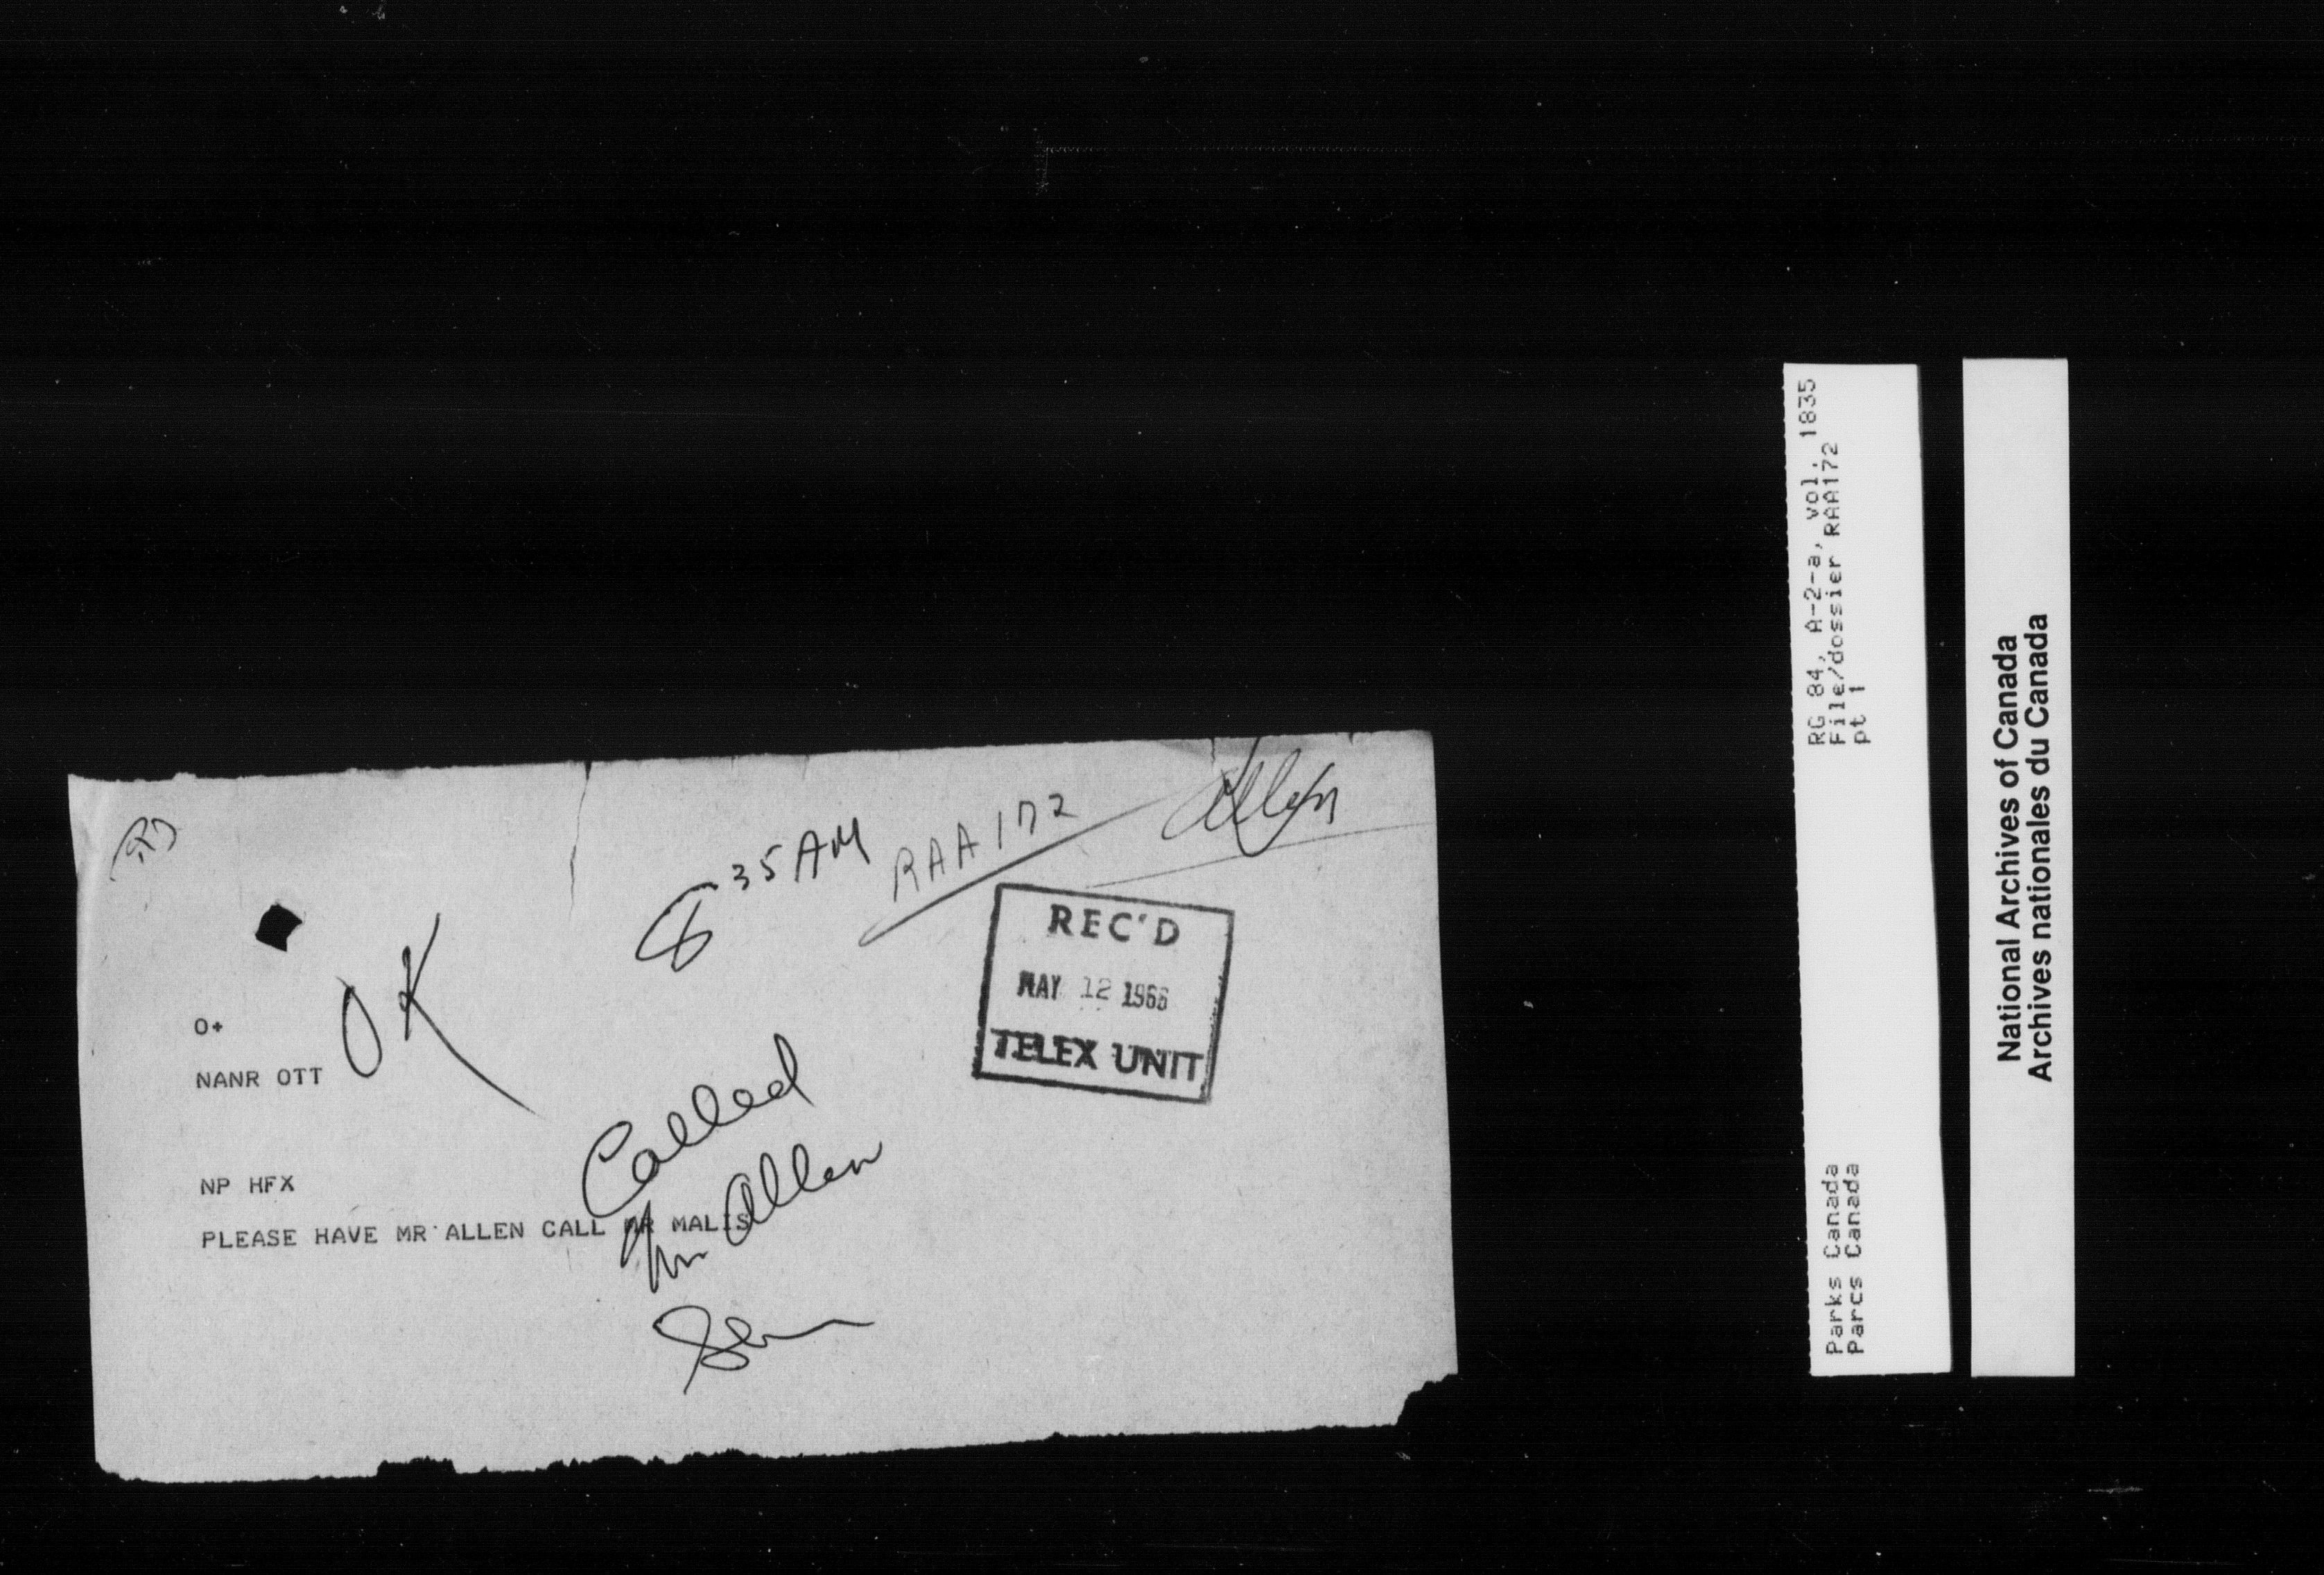 8 35 AM
RAA172
Allen
REC'D
MAY 12 1966
TELEX UNIT
O+
OK
NANR OTT
NP HFX
PLEASE HAVE MR ALLEN CALL MR MALIS
Called
Mr Allen
RG 84, A-2-a, vol. 1835
File/dossier RAA172
pt 1
Parks Canada
Parcs Canada
National Archives of Canada
Archives nationales du Canada